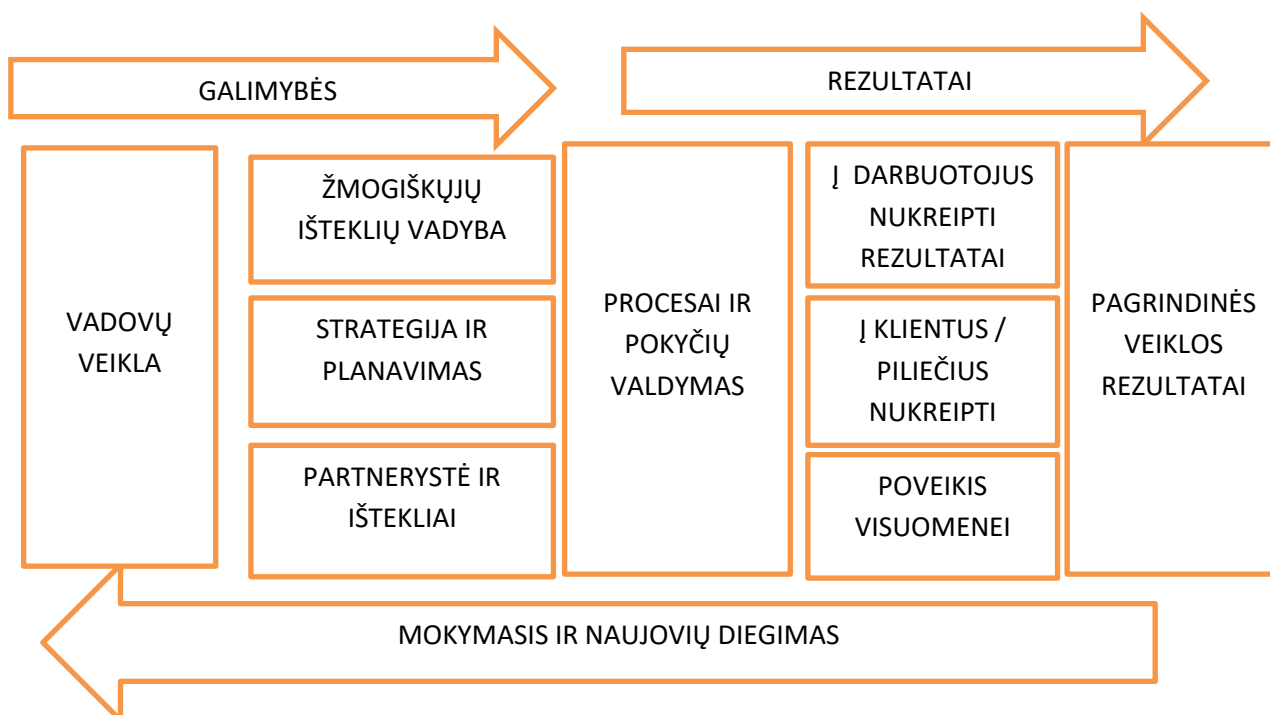 GALIMYBĖS
REZULTATAI
VADOVŲ
VEIKLA
ŽMOGIŠKŲJŲ
IŠTEKLIŲ VADYBA
STRATEGIJA IR
PLANAVIMAS
PARTNERYSTĖ IR
IŠTEKLIAI
PROCESAI IR
POKYČIŲ
VALDYMAS
Į DARBUOTOJUS
NUKREIPTI
REZULTATAI
Į KLIENTUS /
PILIEČIUS
NUKREIPTI
POVEIKIS
VISUOMENEI
PAGRINDINĖS
VEIKLOS
REZULTATAI
MOKYMASIS IR NAUJOVIŲ DIEGIMAS